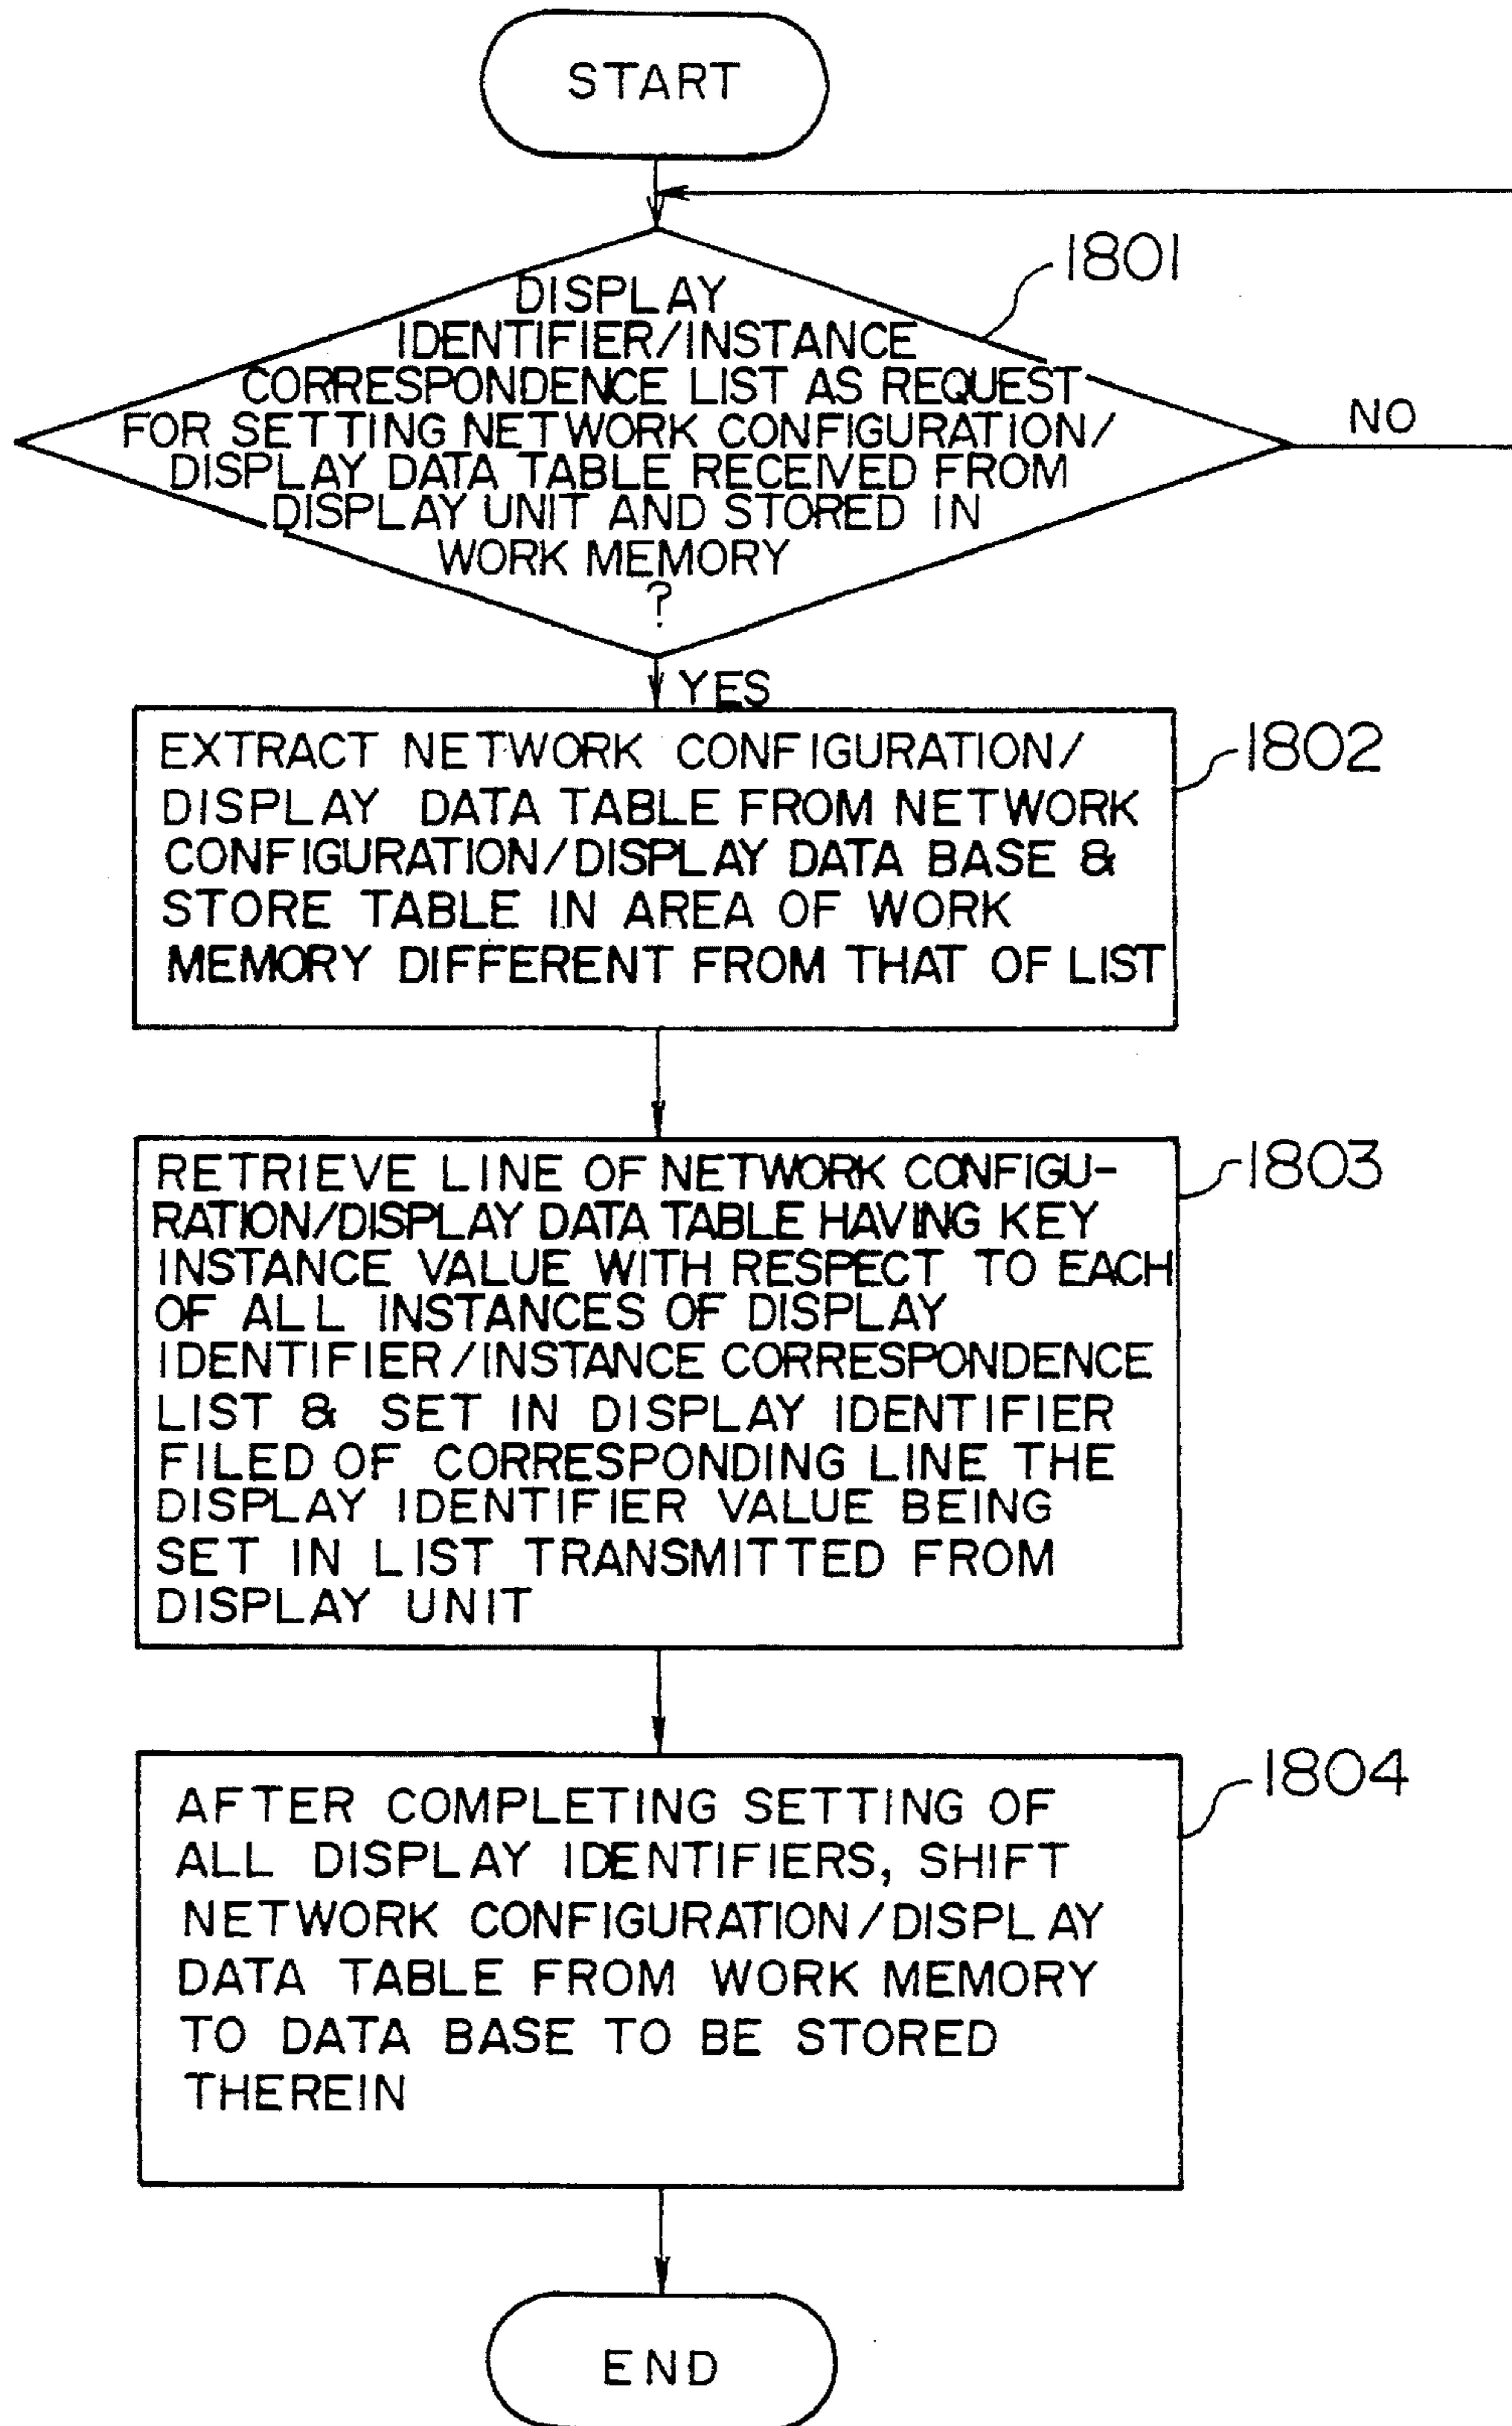 START
1801
DISPLAY
IDENTIFIER/INSTANCE
CORRESPONDENCE LIST AS REQUEST
FOR SETTING NETWORK CONFIGURATION/
DISPLAY DATA TABLE RECEIVED FROM
DISPLAY UNIT AND STORED IN
WORK MEMORY
?
NO
YES
1802
EXTRACT NETWORK CONFIGURATION/
DISPLAY DATA TABLE FROM NETWORK
CONFIGURATION/DISPLAY DATA BASE &
STORE TABLE IN AREA OF WORK
MEMORY DIFFERENT FROM THAT OF LIST
1803
RETRIEVE LINE OF NETWORK CONFIGU-
RATION/DISPLAY DATA TABLE HAVING KEY
INSTANCE VALUE WITH RESPECT TO EACH
OF ALL INSTANCES OF DISPLAY
IDENTIFIER/INSTANCE CORRESPONDENCE
LIST & SET IN DISPLAY IDENTIFIER
FILED OF CORRESPONDING LINE THE
DISPLAY IDENTIFIER VALUE BEING
SET IN LIST TRANSMITTED FROM
DISPLAY UNIT
1804
AFTER COMPLETING SETTING OF
ALL DISPLAY IDENTIFIERS, SHIFT
NETWORK CONFIGURATION/DISPLAY
DATA TABLE FROM WORK MEMORY
TO DATA BASE TO BE STORED
THEREIN
END